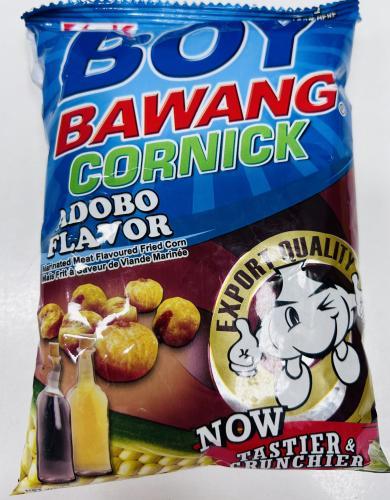 BOY
BAWANG®
CORNICK
ADOBO
FLAVOR
Marinated Meat Flavoured Fried Corn
Maïs Frit à Saveur de Viande Marinée
EXPORT QUALITY
NOW
TASTIER &
CRUNCHIER